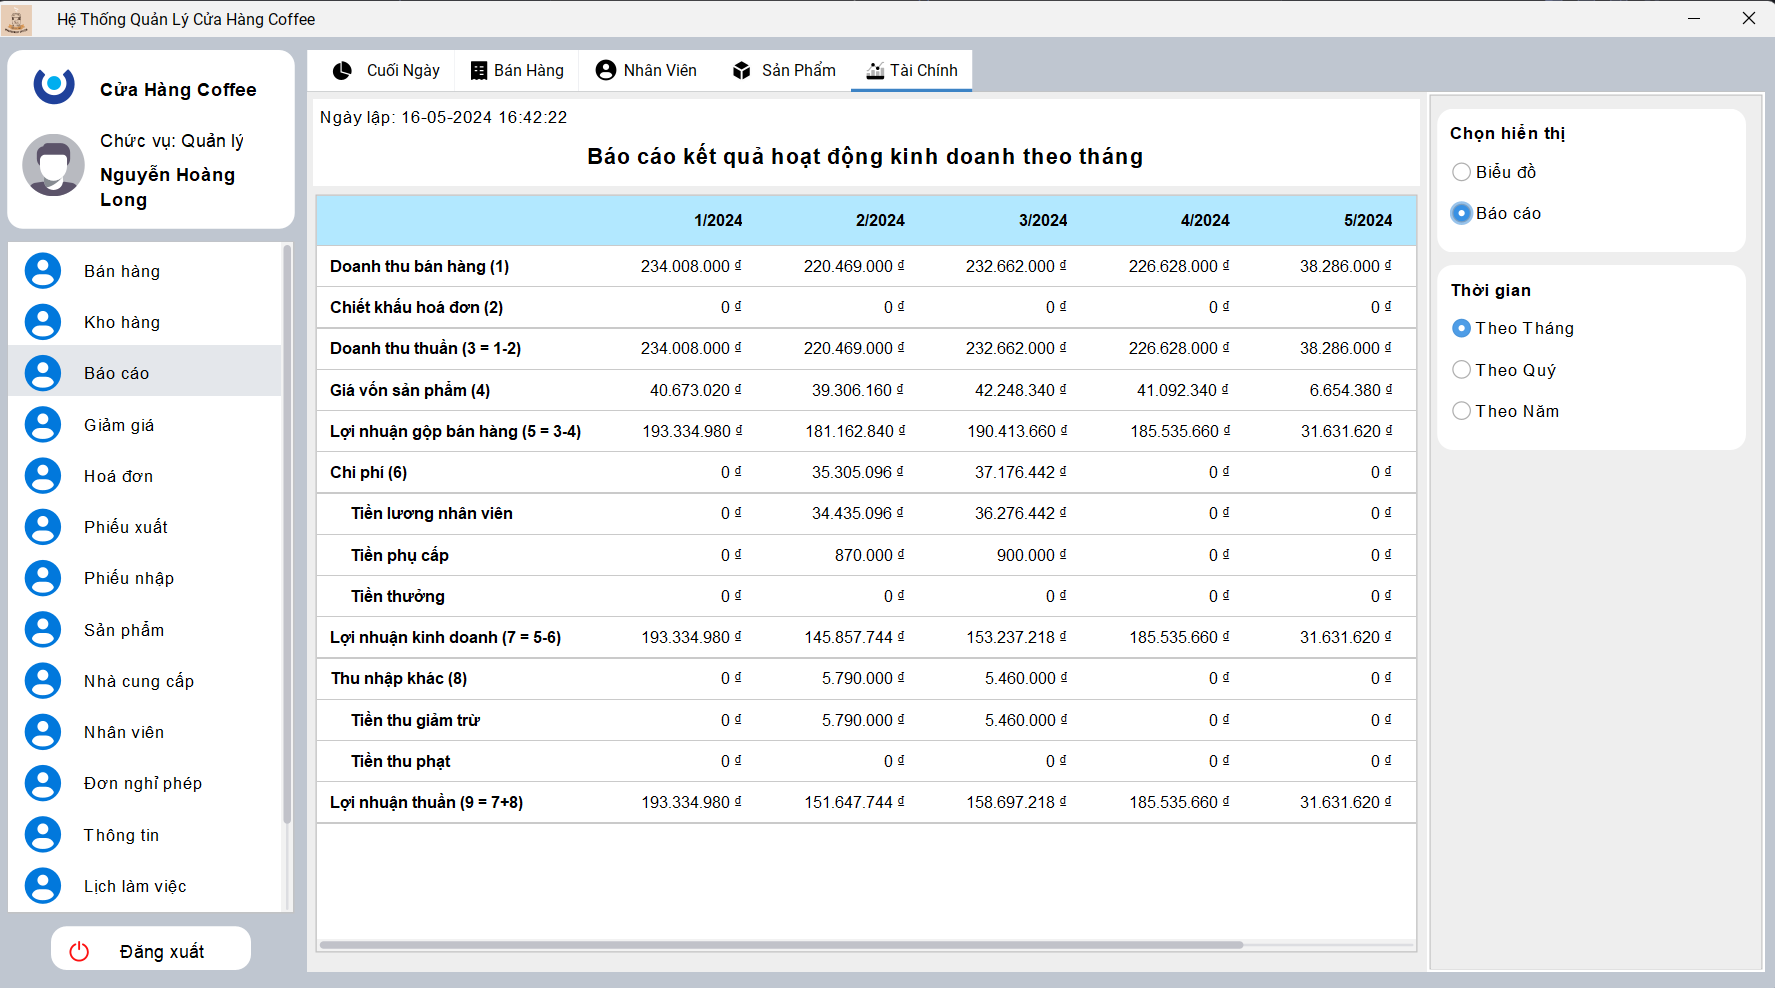 Hệ Thống Quản Lý Cửa Hàng Coffee
Cửa Hàng Coffee
Chức vụ: Quản lý
Nguyễn Hoàng
Long
Bán hàng
Kho hàng
Báo cáo
Giảm giá
Hoá đơn
Phiếu xuất
Phiếu nhập
Sản phẩm
Nhà cung cấp
Nhân viên
Đơn nghỉ phép
Thông tin
Lịch làm việc
Đăng xuất
Cuối Ngày Bán Hàng Nhân Viên Sản Phẩm Tài Chính
Ngày lập: 16-05-2024 16:42:22
Báo cáo kết quả hoạt động kinh doanh theo tháng
1/2024 2/2024 3/2024 4/2024 5/2024
Doanh thu bán hàng (1) 234.008.000 ₫ 220.469.000 ₫ 232.662.000 ₫ 226.628.000 ₫ 38.286.000 ₫
Chiết khấu hoá đơn (2) 0 ₫ 0 ₫ 0 ₫ 0 ₫ 0 ₫
Doanh thu thuần (3 = 1-2) 234.008.000 ₫ 220.469.000 ₫ 232.662.000 ₫ 226.628.000 ₫ 38.286.000 ₫
Giá vốn sản phẩm (4) 40.673.020 ₫ 39.306.160 ₫ 42.248.340 ₫ 41.092.340 ₫ 6.654.380 ₫
Lợi nhuận gộp bán hàng (5 = 3-4) 193.334.980 ₫ 181.162.840 ₫ 190.413.660 ₫ 185.535.660 ₫ 31.631.620 ₫
Chi phí (6) 0 ₫ 35.305.096 ₫ 37.176.442 ₫ 0 ₫ 0 ₫
Tiền lương nhân viên 0 ₫ 34.435.096 ₫ 36.276.442 ₫ 0 ₫ 0 ₫
Tiền phụ cấp 0 ₫ 870.000 ₫ 900.000 ₫ 0 ₫ 0 ₫
Tiền thưởng 0 ₫ 0 ₫ 0 ₫ 0 ₫ 0 ₫
Lợi nhuận kinh doanh (7 = 5-6) 193.334.980 ₫ 145.857.744 ₫ 153.237.218 ₫ 185.535.660 ₫ 31.631.620 ₫
Thu nhập khác (8) 0 ₫ 5.790.000 ₫ 5.460.000 ₫ 0 ₫ 0 ₫
Tiền thu giảm trừ 0 ₫ 5.790.000 ₫ 5.460.000 ₫ 0 ₫ 0 ₫
Tiền thu phạt 0 ₫ 0 ₫ 0 ₫ 0 ₫ 0 ₫
Lợi nhuận thuần (9 = 7+8) 193.334.980 ₫ 151.647.744 ₫ 158.697.218 ₫ 185.535.660 ₫ 31.631.620 ₫
Chọn hiển thị
Biểu đồ
Báo cáo
Thời gian
Theo Tháng
Theo Quý
Theo Năm